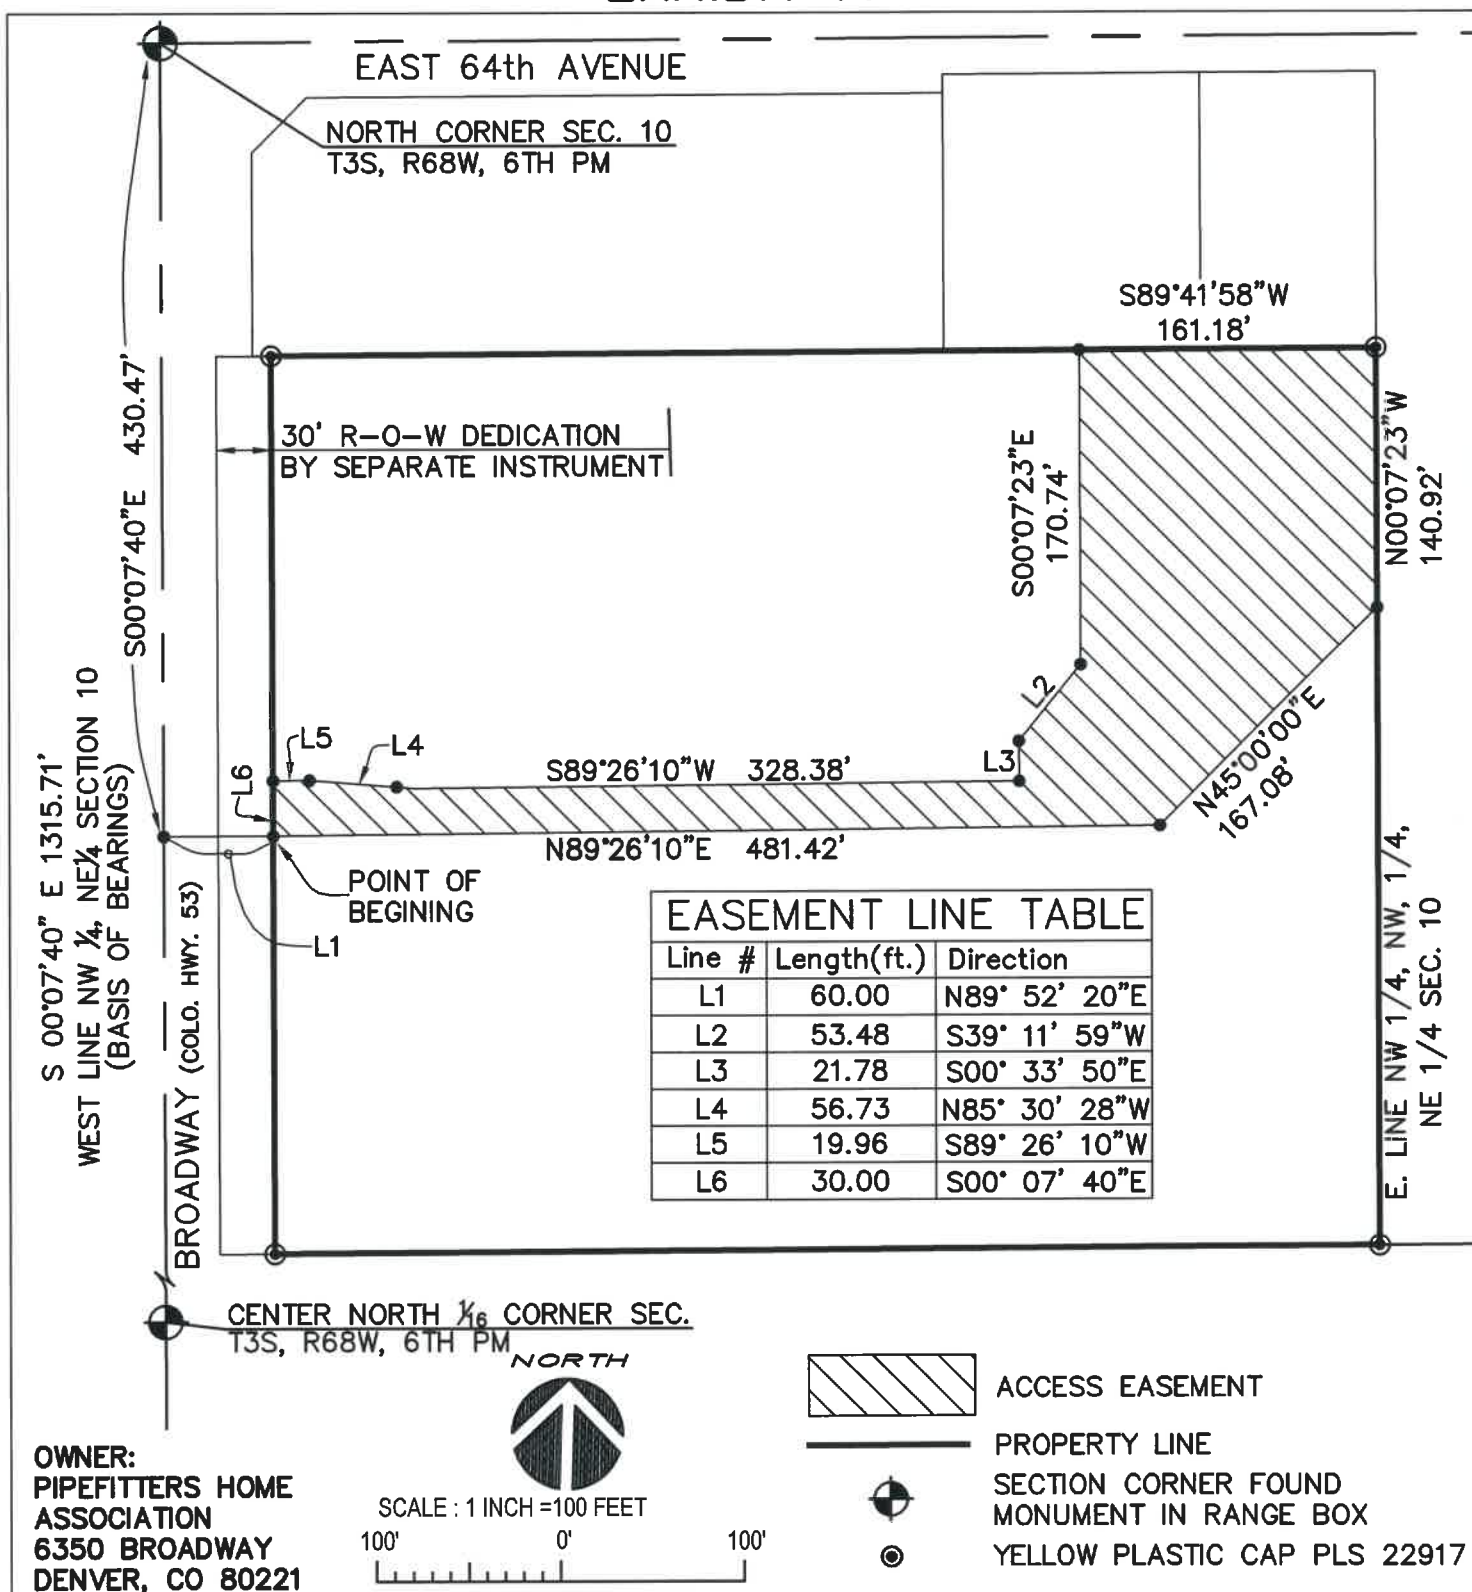 EAST 64th AVENUE
NORTH CORNER SEC. 10
T3S, R68W, 6TH PM
S89°41'58"W
161.18'
30' R-O-W DEDICATION
BY SEPARATE INSTRUMENT
S00°07'40"E 430.47'
S00°07'23"E
170.74'
N00°07'23"W
140.92'
L2
L5
L4
L3
L6
S89°26'10"W 328.38'
N45°00'00"E
167.08'
N89°26'10"E 481.42'
POINT OF
BEGINING
L1
S 00°07'40" E 1315.71'
WEST LINE NW ¼, NE¼ SECTION 10
(BASIS OF BEARINGS)
BROADWAY (COLO. HWY. 53)
EASEMENT LINE TABLE
Line # Length(ft.) Direction
L1 60.00 N89° 52' 20"E
L2 53.48 S39° 11' 59"W
L3 21.78 S00° 33' 50"E
L4 56.73 N85° 30' 28"W
L5 19.96 S89° 26' 10"W
L6 30.00 S00° 07' 40"E
E. LINE NW 1/4, NW, 1/4,
NE 1/4 SEC. 10
CENTER NORTH 1/16 CORNER SEC.
T3S, R68W, 6TH PM
NORTH
SCALE : 1 INCH =100 FEET
100' 0' 100'
OWNER:
PIPEFITTERS HOME
ASSOCIATION
6350 BROADWAY
DENVER, CO 80221
ACCESS EASEMENT
PROPERTY LINE
SECTION CORNER FOUND
MONUMENT IN RANGE BOX
YELLOW PLASTIC CAP PLS 22917